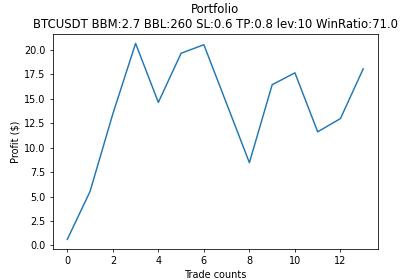 Portfolio
BTCUSDT BBM:2.7 BBL:260 SL:0.6 TP:0.8 lev:10 WinRatio:71.0
20.0
17.5
15.0
12.5
10.0
7.5
5.0
2.5
0.0
Profit ($)
0 2 4 6 8 10 12
Trade counts